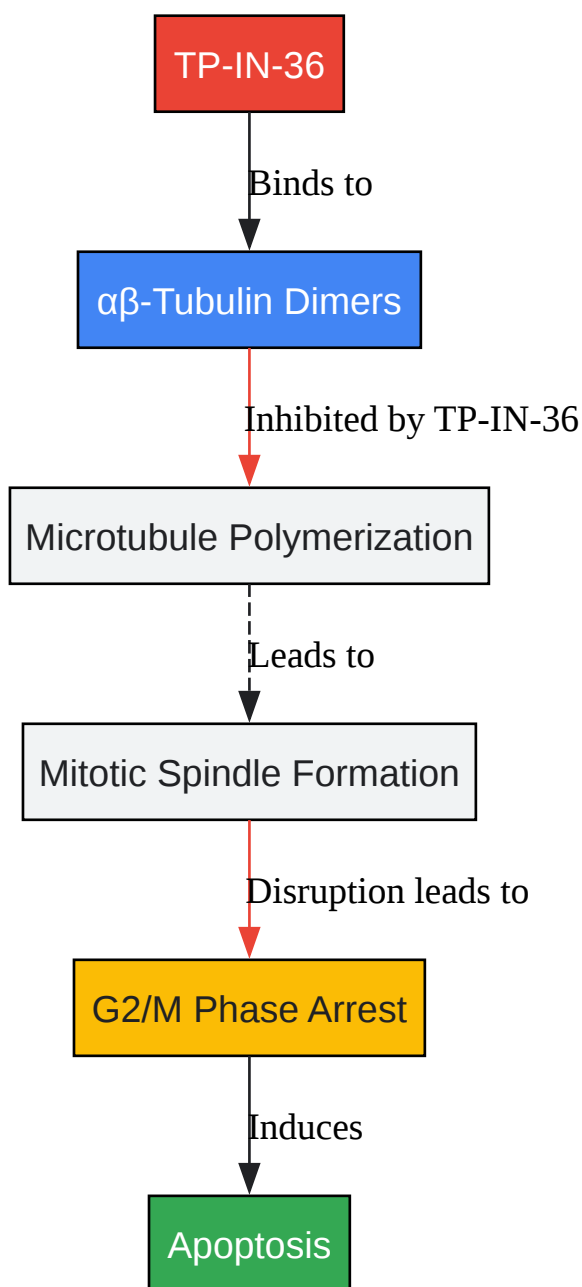 TP-IN-36
Binds to
αβ-Tubulin Dimers
Inhibited by TP-IN-36
Microtubule Polymerization
Leads to
Mitotic Spindle Formation
Disruption leads to
G2/M Phase Arrest
Induces
Apoptosis